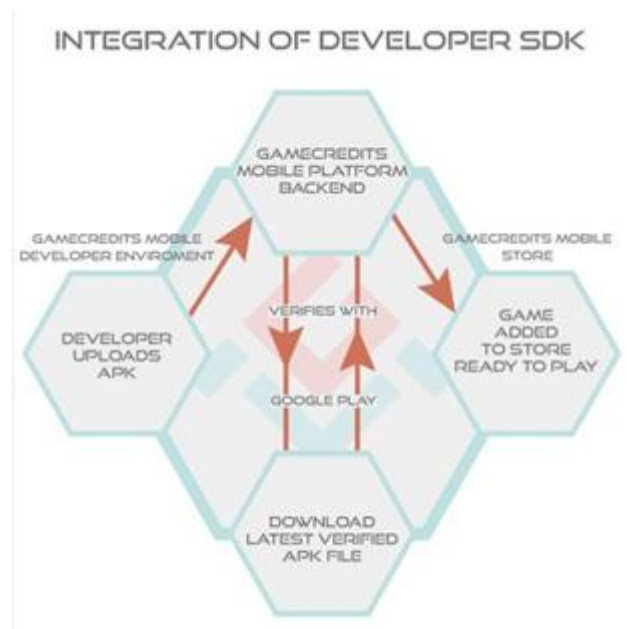 INTEGRATION OF DEVELOPER SDK
GAMECREDITS
MOBILE PLATFORM
BACKEND
GAMECREDITS MOBILE
DEVELOPER ENVIROMENT
GAMECREDITS MOBILE
STORE
DEVELOPER
UPLOADS
APK
VERIFIES WITH
GOOGLE PLAY
GAME
ADDED
TO STORE
READY TO PLAY
DOWNLOAD
LATEST VERIFIED
APK FILE